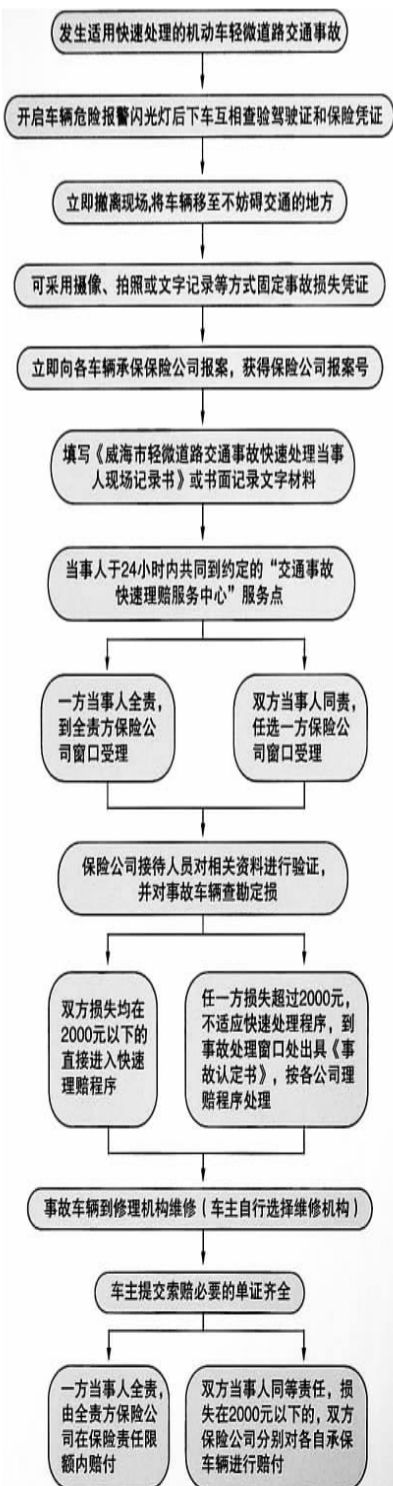 发生适用快速处理的机动车轻微道路交通事故
开启车辆危险报警闪光灯后下车互相查验驾驶证和保险凭证
立即撤离现场,将车辆移至不妨碍交通的地方
可采用摄像、拍照或文字记录等方式固定事故损失凭证
立即向各车辆承保保险公司报案，获得保险公司报案号
填写《威海市轻微道路交通事故快速处理当事
人现场记录书》或书面记录文字材料
当事人于24小时内共同到约定的“交通事故
快速理赔服务中心”服务点
一方当事人全责，
到全责方保险公
司窗口受理
双方当事人同责，
任选一方保险公
司窗口受理
保险公司接待人员对相关资料进行验证，
并对事故车辆查勘定损
双方损失均在
2000元以下的
直接进入快速
理赔程序
任一方损失超过2000元，
不适应快速处理程序，到
事故处理窗口处出具《事
故认定书》，按各公司理
赔程序处理
事故车辆到修理机构维修（车主自行选择维修机构）
车主提交索赔必要的单证齐全
一方当事人全责，
由全责方保险公
司在保险责任限
额内赔付
双方当事人同等责任，损
失在2000元以下的，双方
保险公司分别对各自承保
车辆进行赔付